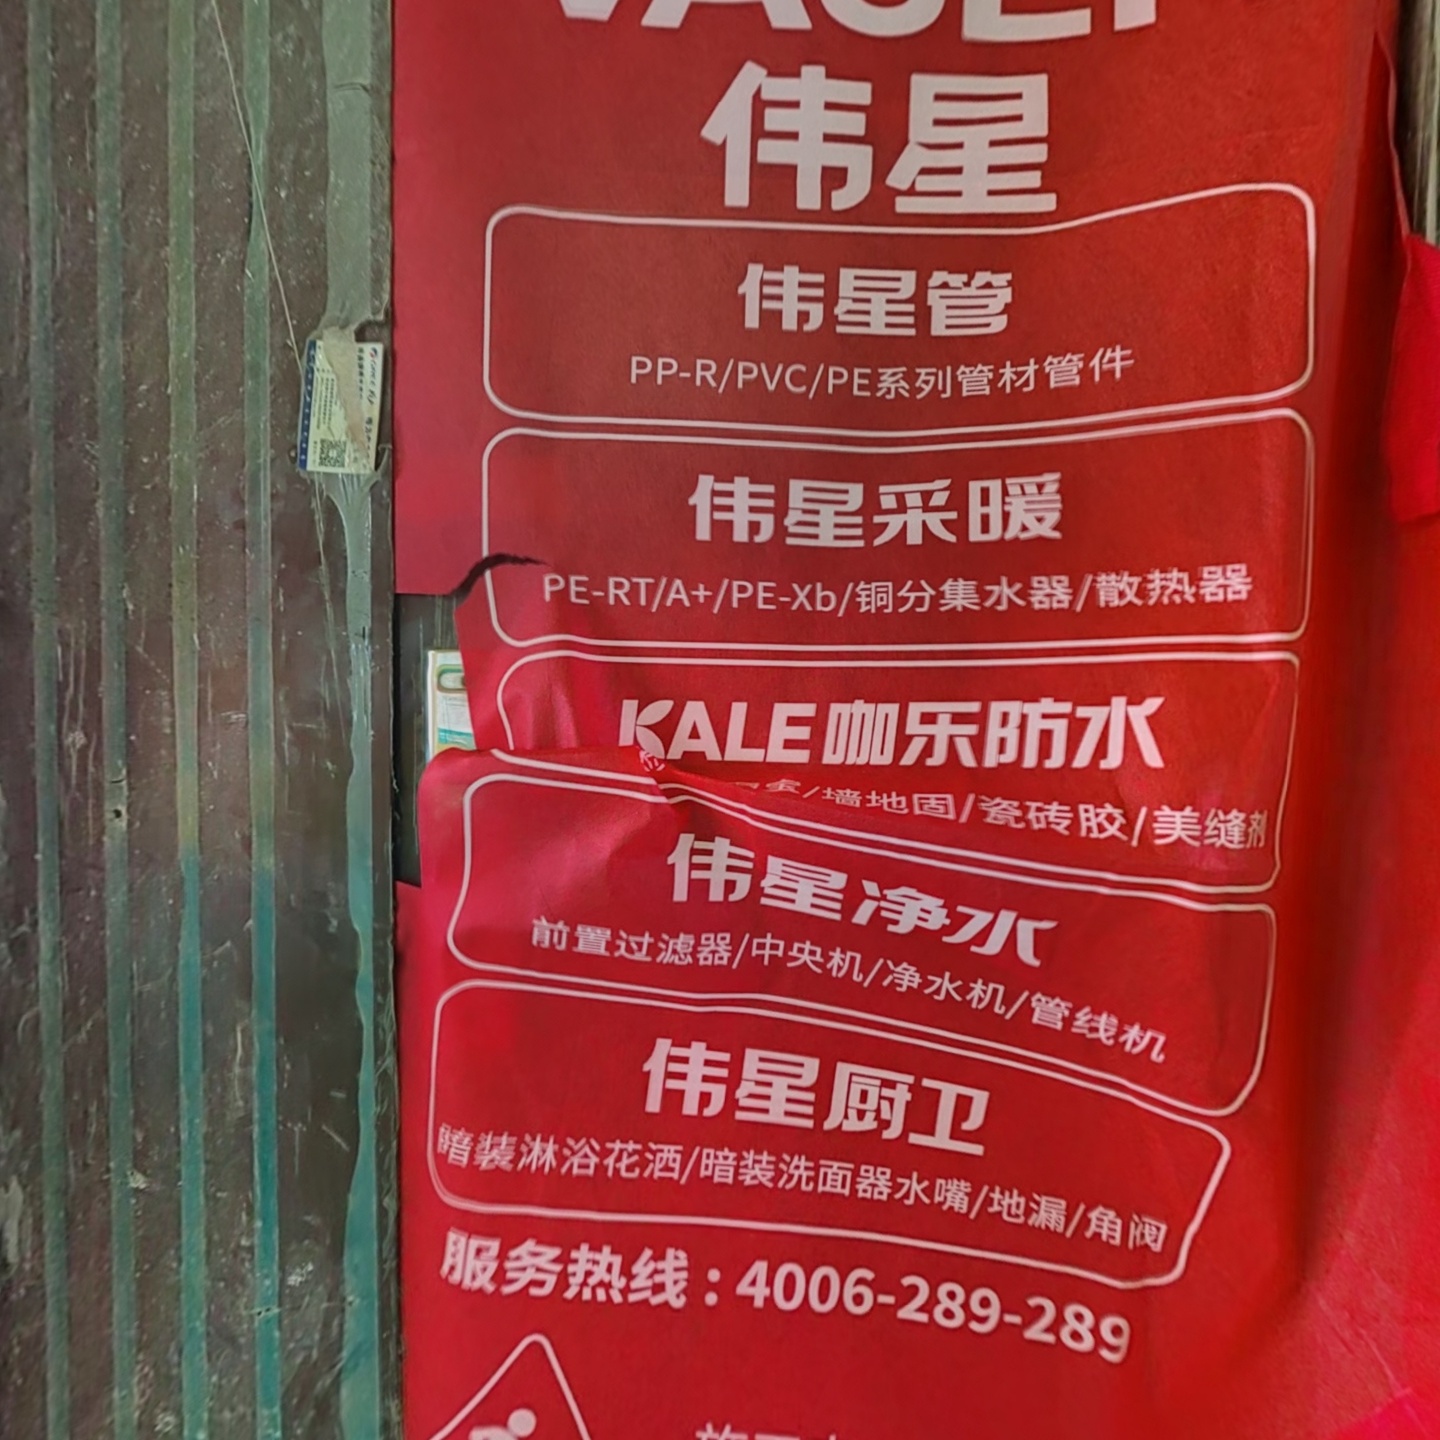 伟星
伟星管
PP-R/PVC/PE系列管材管件
伟星采暖
PE-RT/A+/PE-Xb/铜分集水器/散热器
KALE 咖乐防水
/墙地固/瓷砖胶/美缝剂
伟星净水
前置过滤器/中央机/净水机/管线机
伟星厨卫
暗装淋浴花洒/暗装洗面器水嘴/地漏/角阀
服务热线：4006-289-289